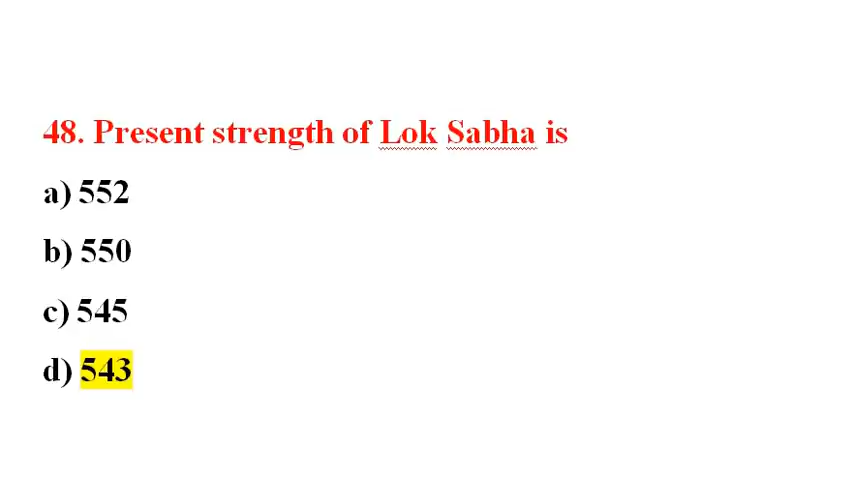 48. Present strength of Lok Sabha is
a) 552
b) 550
c) 545
d) 543